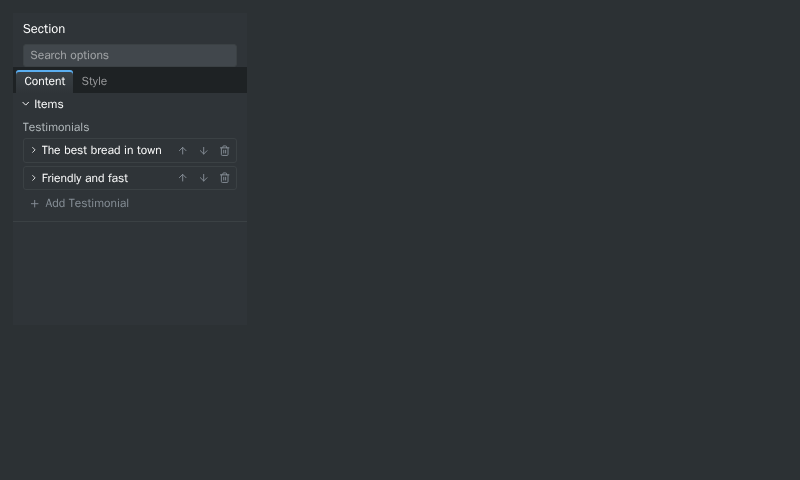 Section
Search options
Content Style
Items
Testimonials
The best bread in town
Friendly and fast
Add Testimonial